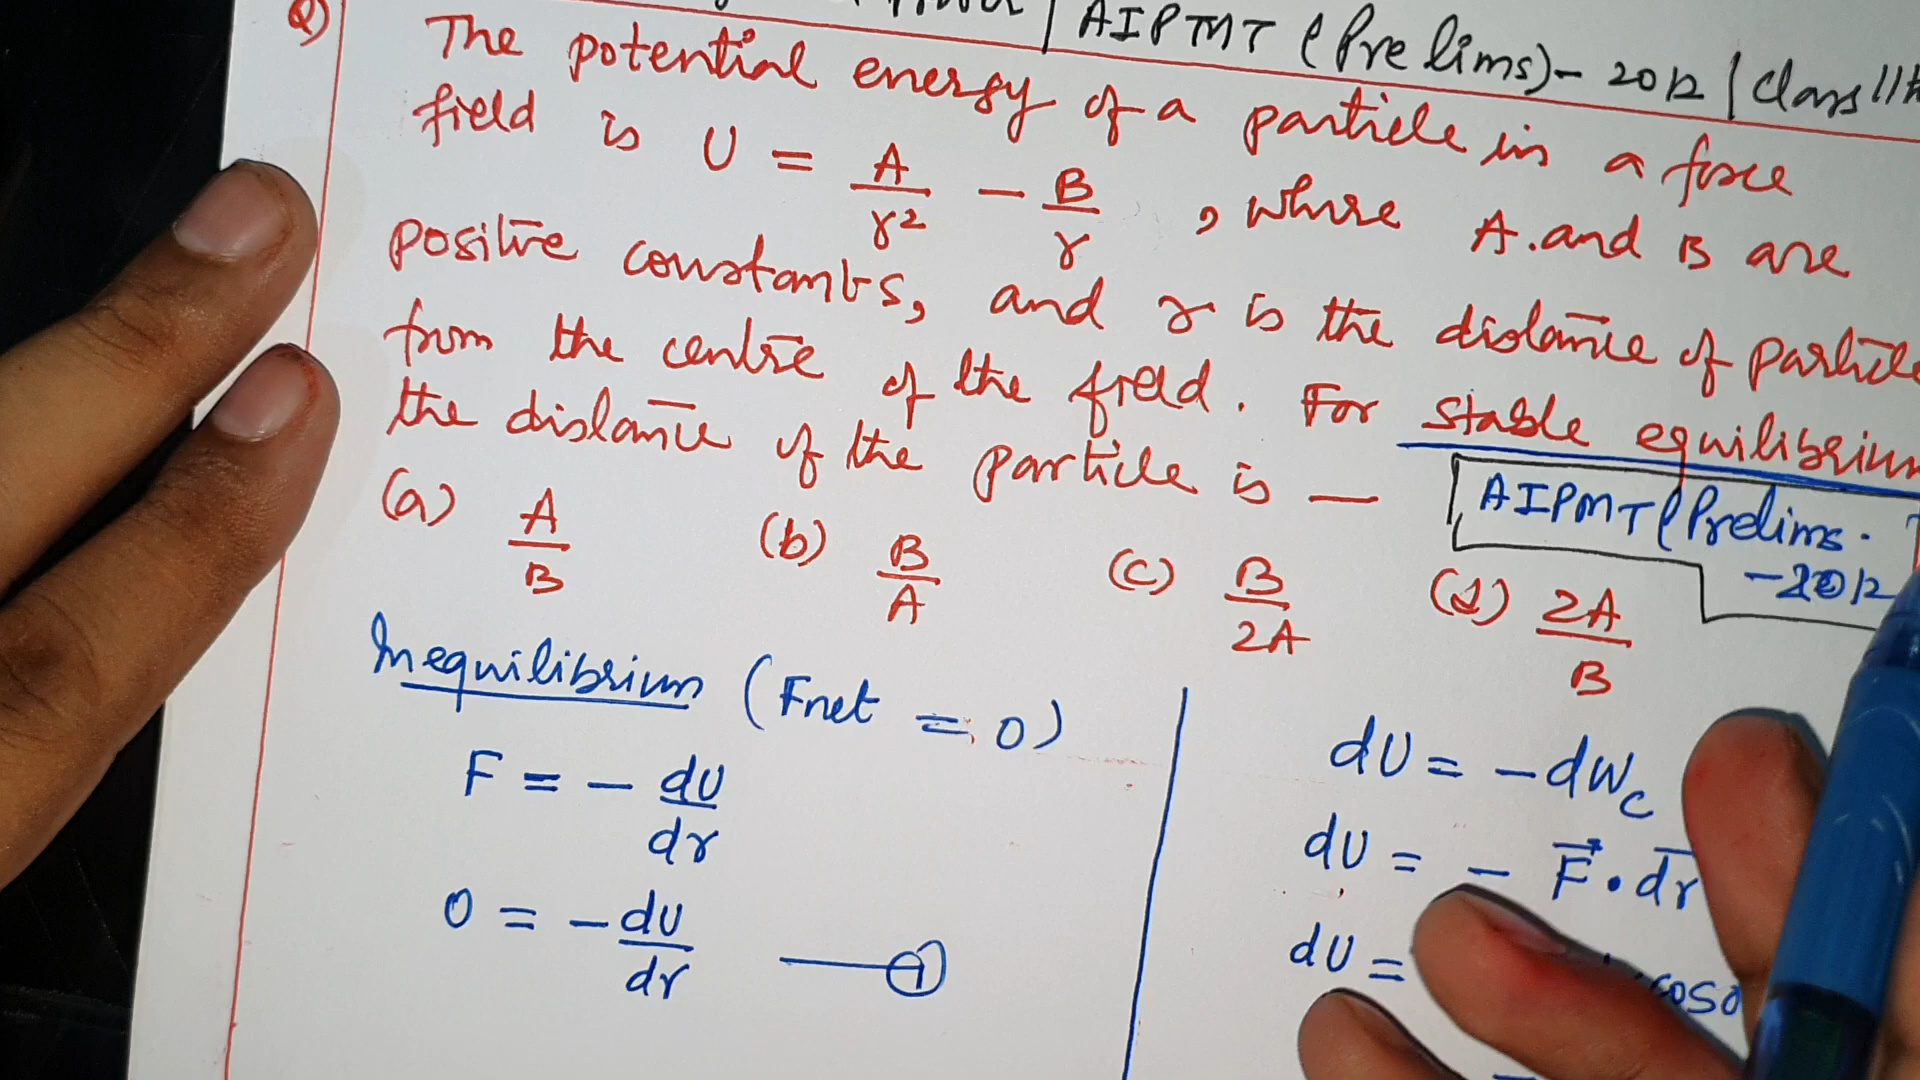 Q)
| AIPMT (Prelims)- 2012 | Class 11th
The potential energy of a particle in a force
field is U = A/r² - B/r , where A.and B are
positive constants, and r is the distance of particle
from the centre of the field. For stable equilibrium
the distance of the particle is —
AIPMT (Prelims.
-2012
(a) A/B (b) B/A (c) B/2A (d) 2A/B
In equilibrium (Fnet = 0)
F = - dU/dr
0 = - dU/dr —①
dU = -dWc
dU = - F⃗ . dr
dU = cos0